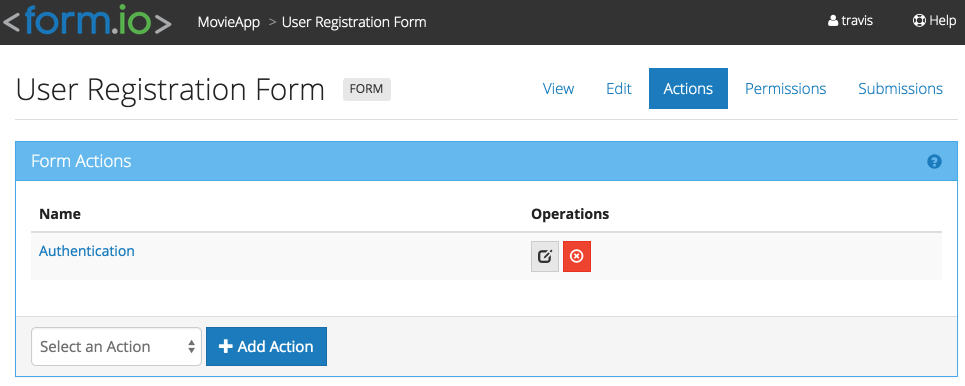 <form.io> MovieApp > User Registration Form travis Help
User Registration Form FORM View Edit Actions Permissions Submissions
Form Actions ?
Name Operations
Authentication
Select an Action + Add Action